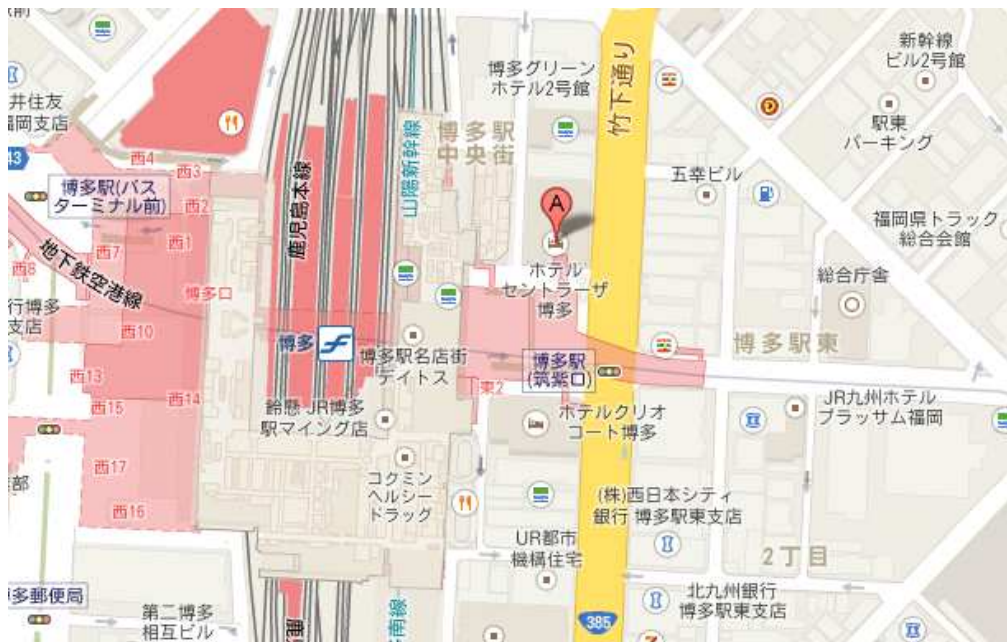 駅前
新幹線
ビル2号館
博多グリーン
ホテル2号館
竹下通り
井住友
福岡支店
博多駅
中央街
山陽新幹線
駅東
パーキング
西4
西3
43
博多駅(バス
ターミナル前)
西2
鹿児島本線
五幸ビル
A
福岡県トラック
総合会館
西1
西7
西8
地下鉄空港線
博多口
ホテル
セントラーザ
博多
総合庁舎
行博多
支店
西10
博多
博多駅名店街
デイトス
博多駅
(筑紫口)
博多駅東
西13
西14
西15
東2
鈴懸 JR博多
駅マイング店
ホテルクリオ
コート博多
JR九州ホテル
ブラッサム福岡
西17
部
西16
コクミン
ヘルシー
ドラッグ
(株)西日本シティ
銀行 博多駅東支店
UR都市
機構住宅
2丁目
多郵便局
第二博多
相互ビル
多南線
385
北九州銀行
博多駅東支店